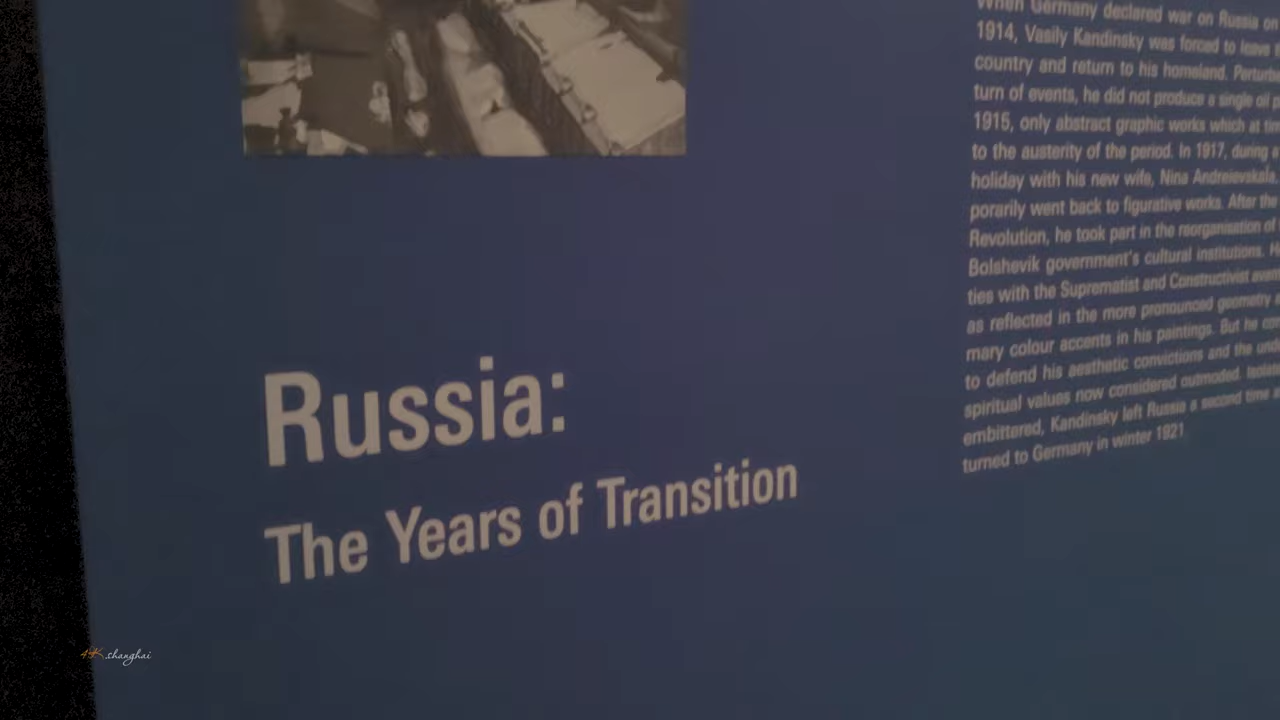 Russia:
The Years of Transition
When Germany declared war on Russia on
1914, Vasily Kandinsky was forced to leave
country and return to his homeland.
turn of events, he did not produce a single oil
1915, only abstract graphic works which at
to the austerity of the period. In 1917, during a
holiday with his new wife, Nina Andreievskaïa,
porarily went back to figurative works. After the
Revolution, he took part in the reorganisation of
Bolshevik government's cultural institutions.
ties with the Suprematist and Constructivist
as reflected in the more pronounced geometry
mary colour accents in his paintings. But he
to defend his aesthetic convictions and the
spiritual values now considered outmoded.
embittered, Kandinsky left Russia a second time
turned to Germany in winter 1921
4K.shanghai